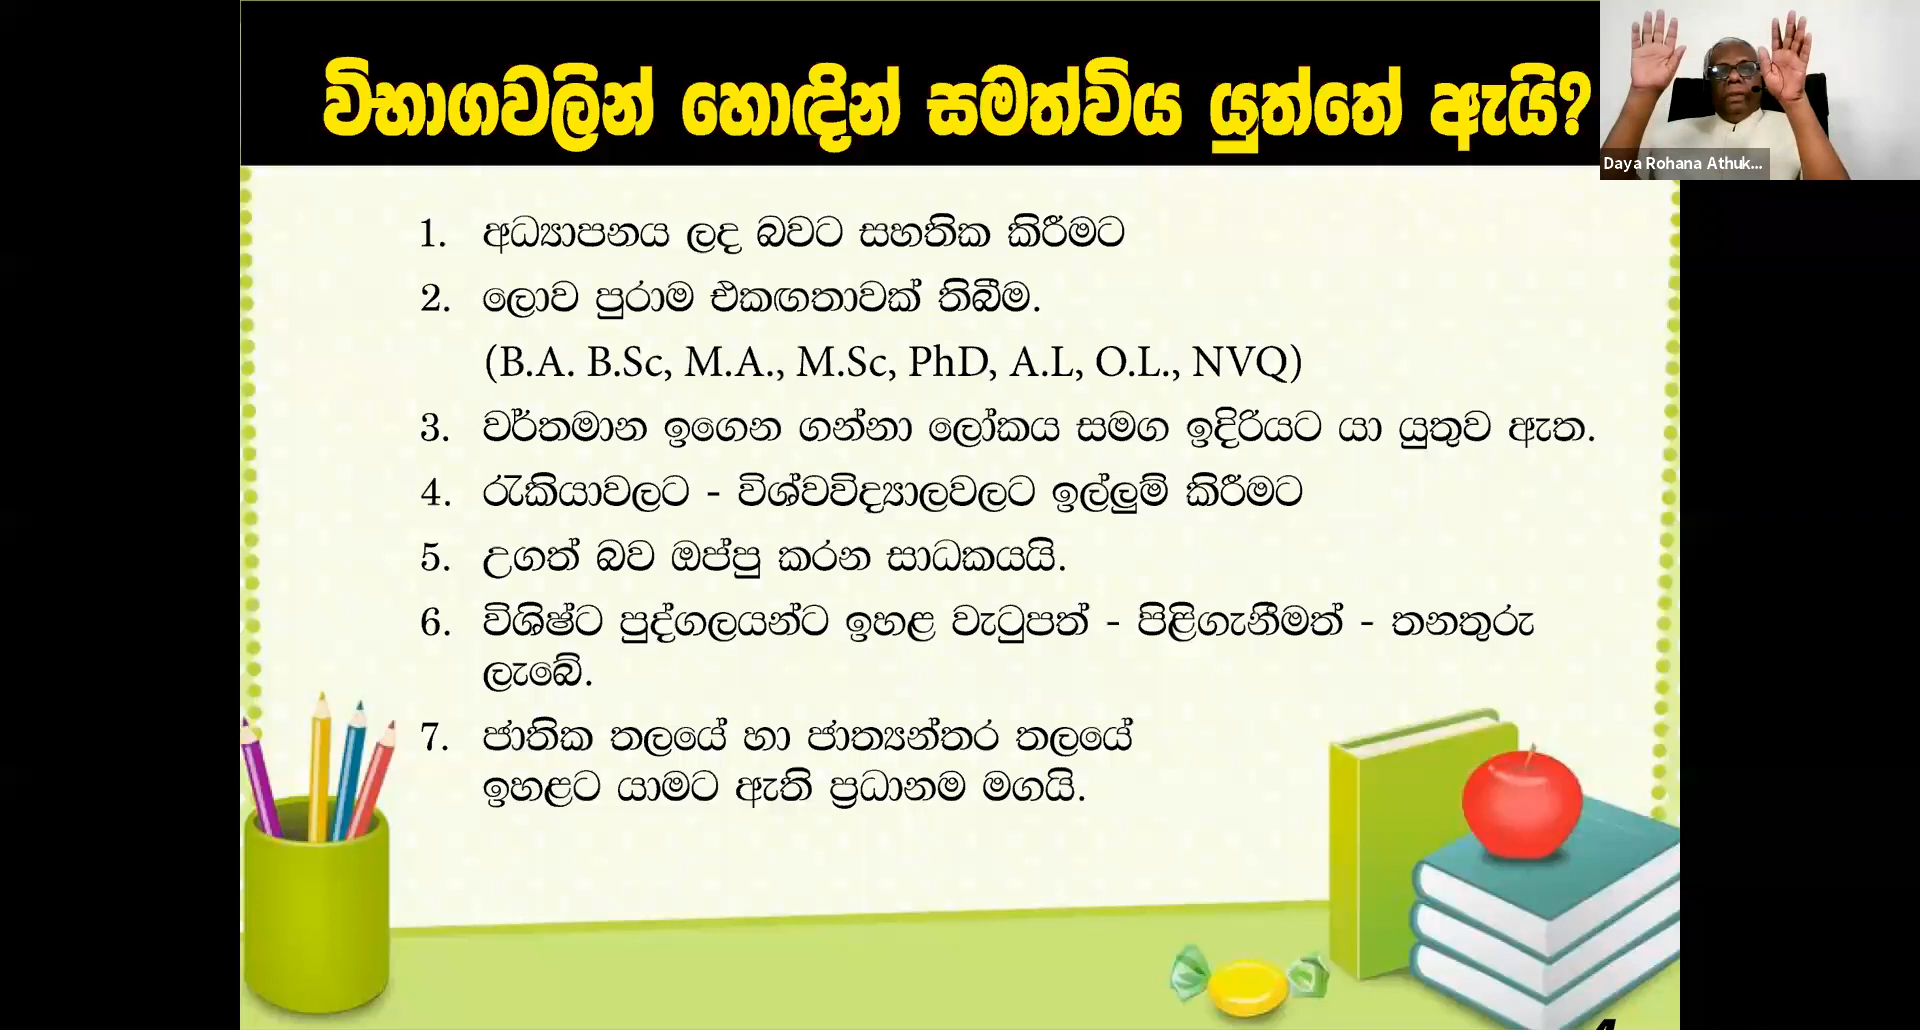 විභාගවලින් හොඳින් සමත්විය යුත්තේ ඇයි?
Daya Rohana Athuk...
1. අධ්‍යාපනය ලද බවට සහතික කිරීමට
2. ලොව පුරාම එකඟතාවක් තිබීම.
(B.A. B.Sc, M.A., M.Sc, PhD, A.L, O.L., NVQ)
3. වර්තමාන ඉගෙන ගන්නා ලෝකය සමග ඉදිරියට යා යුතුව ඇත.
4. රැකියාවලට - විශ්වවිද්‍යාලවලට ඉල්ලුම් කිරීමට
5. උගත් බව ඔප්පු කරන සාධකයයි.
6. විශිෂ්ට පුද්ගලයන්ට ඉහළ වැටුපත් - පිළිගැනීමත් - තනතුරු
ලැබේ.
7. ජාතික තලයේ හා ජාත්‍යන්තර තලයේ
ඉහළට යාමට ඇති ප්‍රධානම මගයි.